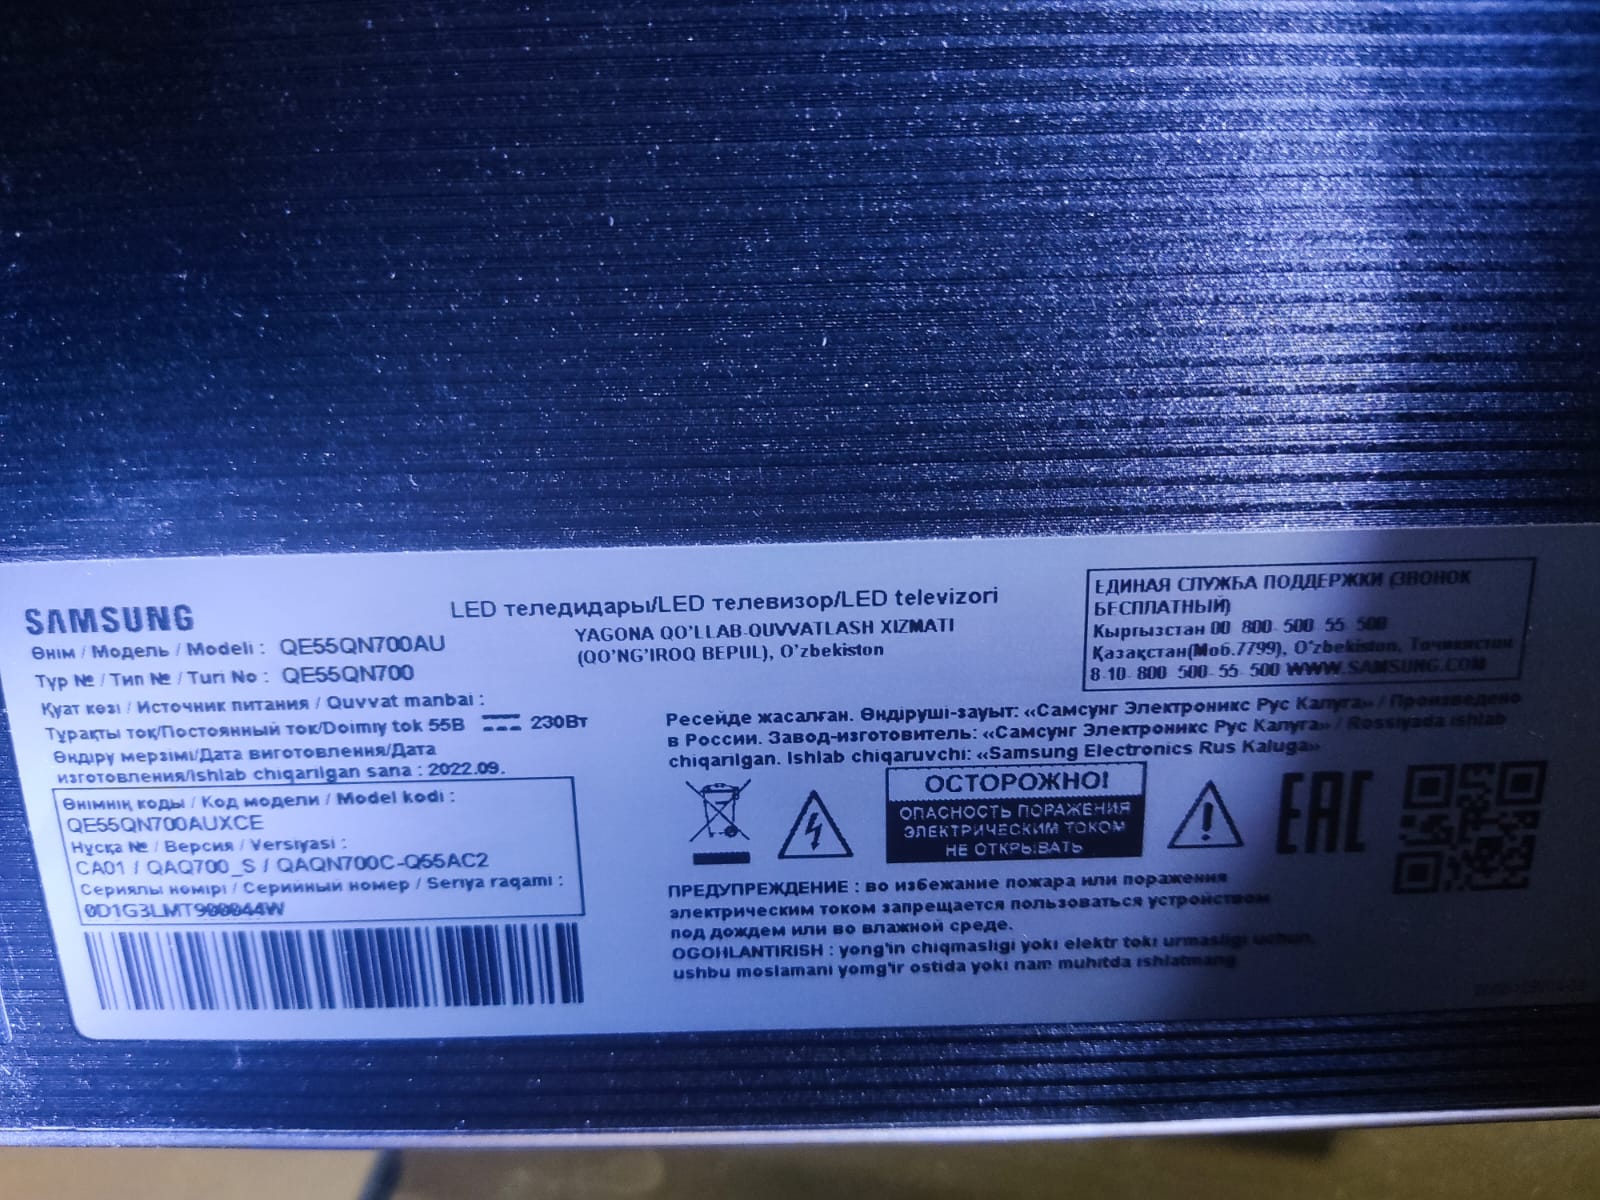 SAMSUNG
Өнім / Модель / Modeli : QE55QN700AU
Тур № / Тип № / Turi No : QE55QN700
Қуат көзі / Источник питания / Quvvat manbai :
Тұрақты ток/Постоянный ток/Doimiy tok 55В 230Вт
Өндіру мерзімі/Дата виготовлення/Дата
изготовления/Ishlab chiqarilgan sana : 2022.09.
Өнімнің коды / Код модели / Model kodi :
QE55QN700AUXCE
Нұсқа № / Версия / Versiyasi :
CA01 / QAQ700_S / QAQN700C-Q55AC2
Сериялы нөмірі / Серийный номер / Seriya raqami :
0D1G3LMT900044W
LED теледидары/LED телевизор/LED televizori
YAGONA QO'LLAB-QUVVATLASH XIZMATI
(QO'NG'IROQ BEPUL), O'zbekiston
ЕДИНАЯ СЛУЖБА ПОДДЕРЖКИ (ЗВОНОК
БЕСПЛАТНЫЙ)
Кыргызстан 00-800-500-55-500
Казахстан(Моб.7799), O'zbekiston, Точикистон
8-10-800-500-55-500 WWW.SAMSUNG.COM
Ресейде жасалған. Өндіруші-зауыт: «Самсунг Электроникс Рус Калуга» / Произведено
в России. Завод-изготовитель: «Самсунг Электроникс Рус Калуга» / Rossiyada ishlab
chiqarilgan. Ishlab chiqaruvchi: «Samsung Electronics Rus Kaluga»
ОСТОРОЖНО!
ОПАСНОСТЬ ПОРАЖЕНИЯ
ЭЛЕКТРИЧЕСКИМ ТОКОМ
НЕ ОТКРЫВАТЬ
EAC
ПРЕДУПРЕЖДЕНИЕ : во избежание пожара или поражения
электрическим током запрещается пользоваться устройством
под дождем или во влажной среде.
OGOHLANTIRISH : yong'in chiqmasligi yoki elektr toki urmasligi uchun,
ushbu moslamani yomg'ir ostida yoki nam muhitda ishlatmang